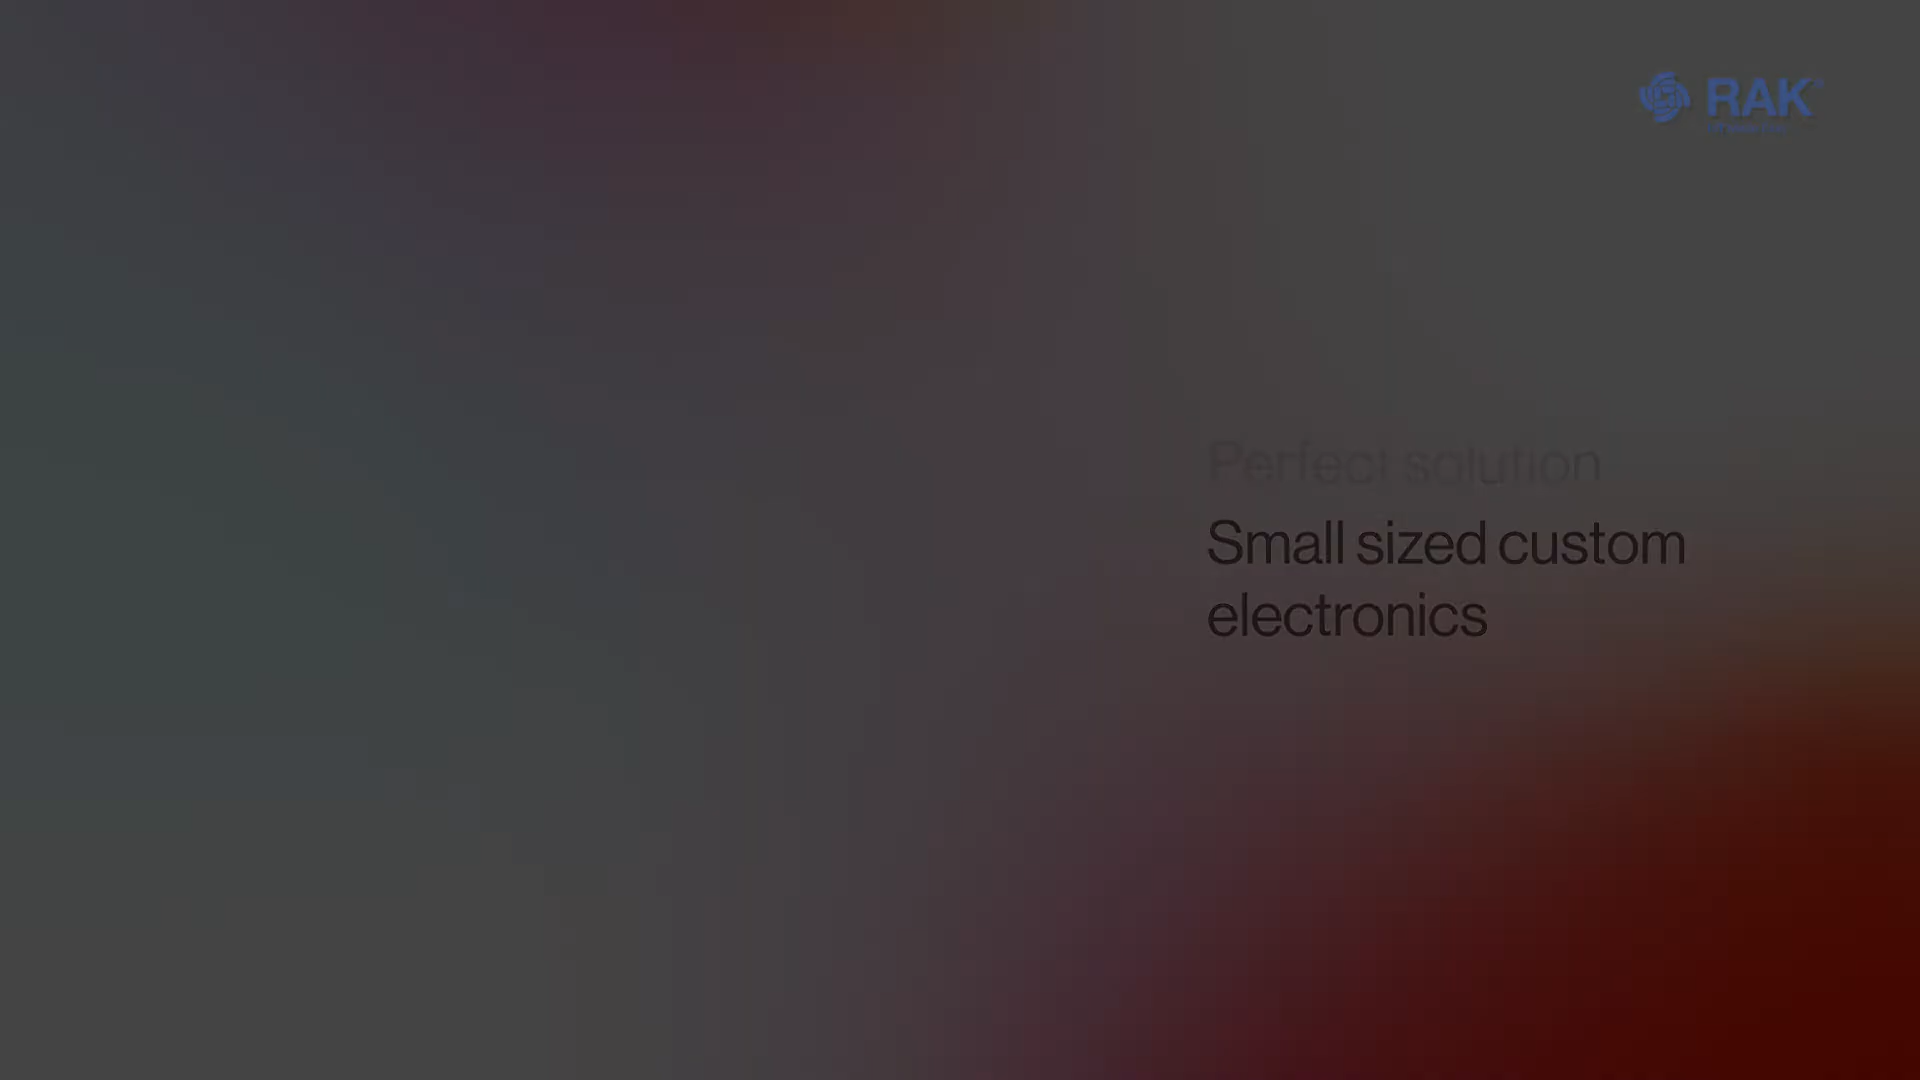 RAK
Perfect solution
Small sized custom
electronics